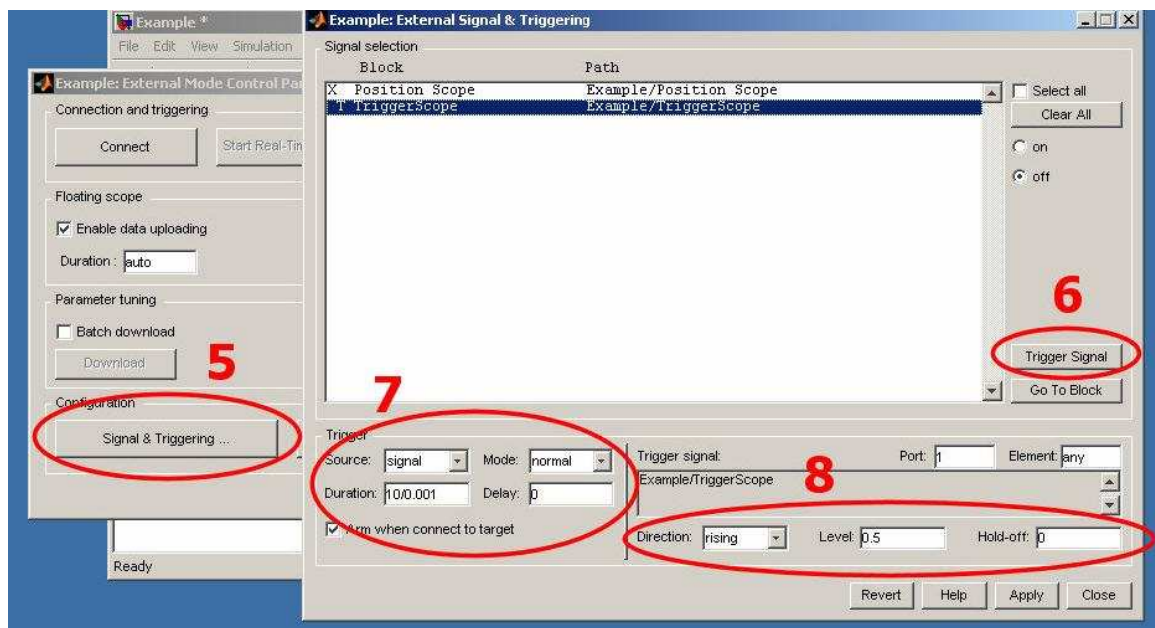 Example *
File Edit View Simulation
Example: External Mode Control Pa
Connection and triggering
Connect
Start Real-Tin
Floating scope
Enable data uploading
Duration : auto
Parameter tuning
Batch download
Download
5
Configuration
Signal & Triggering ...
Ready
Example: External Signal & Triggering
Signal selection
Block Path
X Position Scope Example/Position Scope
T TriggerScope Example/TriggerScope
Select all
Clear All
on
off
6
Trigger Signal
Go To Block
7
Trigger
Source: signal Mode: normal
Duration: 10/0.001 Delay: 0
Arm when connect to target
Trigger signal: Port: 1 Element: any
Example/TriggerScope
8
Direction: rising Level: 0.5 Hold-off: 0
Revert Help Apply Close